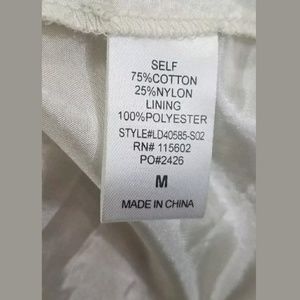 SELF
75%COTTON
25%NYLON
LINING
100%POLYESTER
STYLE#LD40585-S02
RN# 115602
PO#2426
M
MADE IN CHINA